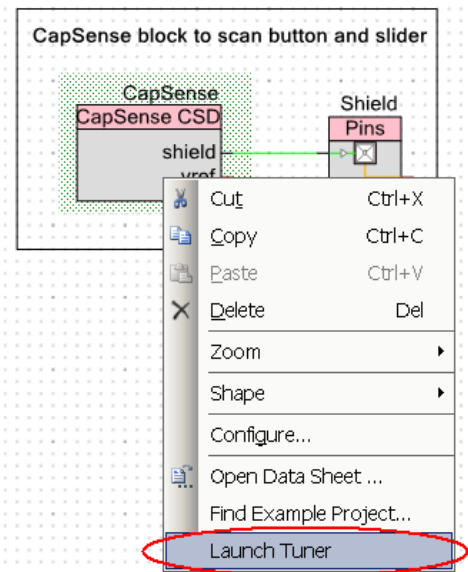 CapSense block to scan button and slider
CapSense
CapSense CSD
shield
vref
Shield
Pins
Cut Ctrl+X
Copy Ctrl+C
Paste Ctrl+V
Delete Del
Zoom
Shape
Configure...
Open Data Sheet ...
Find Example Project...
Launch Tuner